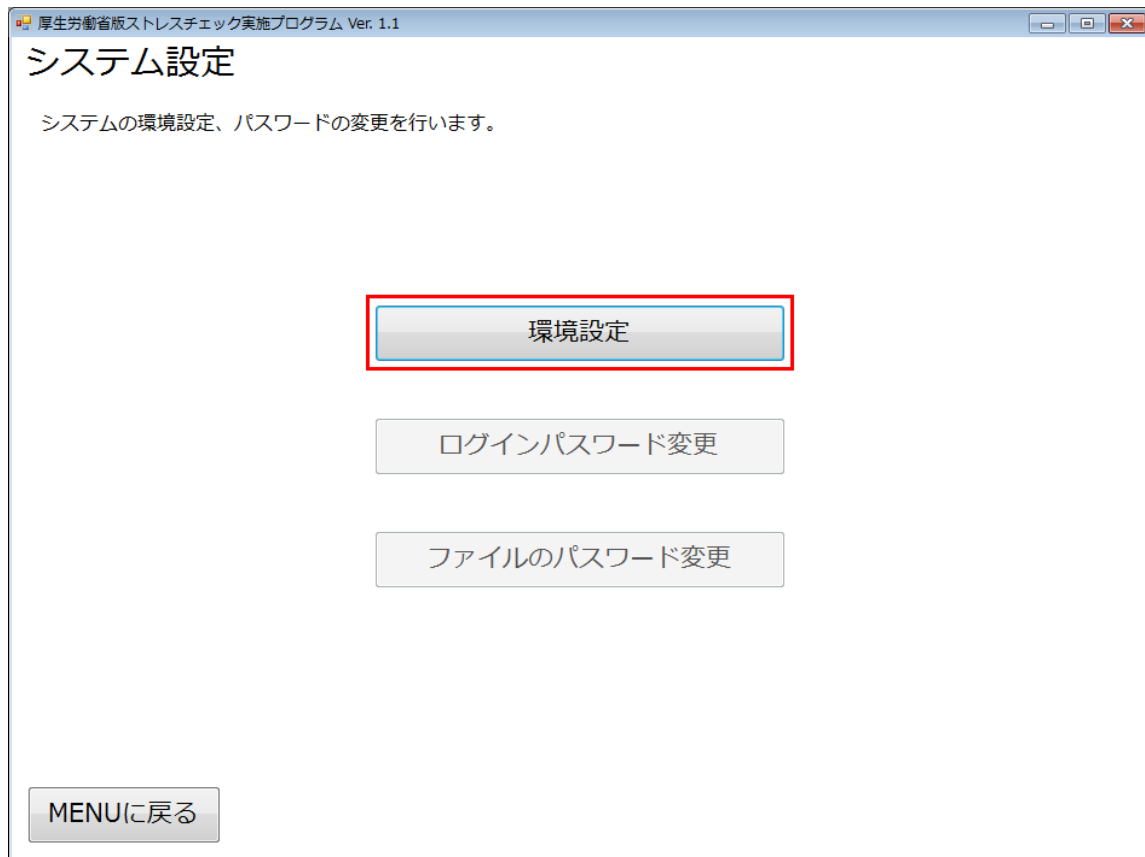 厚生労働省版ストレスチェック実施プログラム Ver. 1.1
システム設定
システムの環境設定、パスワードの変更を行います。
環境設定
ログインパスワード変更
ファイルのパスワード変更
MENUに戻る